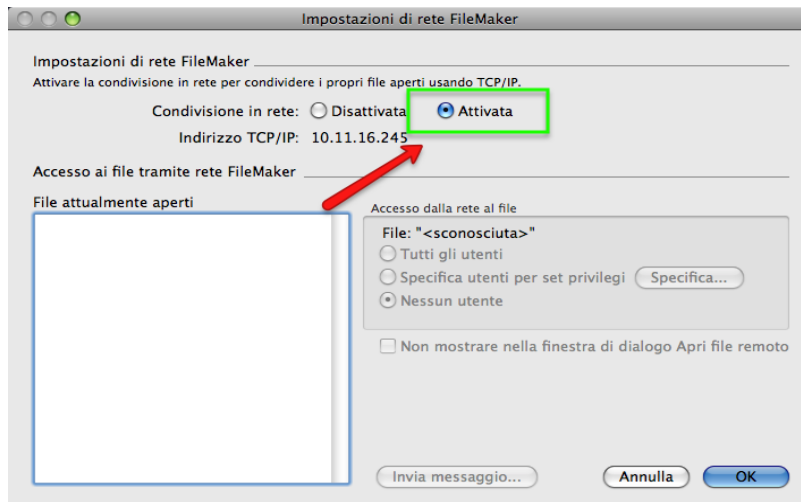 Impostazioni di rete FileMaker
Impostazioni di rete FileMaker
Attivare la condivisione in rete per condividere i propri file aperti usando TCP/IP.
Condivisione in rete: Disattivata Attivata
Indirizzo TCP/IP: 10.11.16.245
Accesso ai file tramite rete FileMaker
File attualmente aperti
Accesso dalla rete al file
File: "<sconosciuta>"
Tutti gli utenti
Specifica utenti per set privilegi Specifica...
Nessun utente
Non mostrare nella finestra di dialogo Apri file remoto
Invia messaggio... Annulla OK